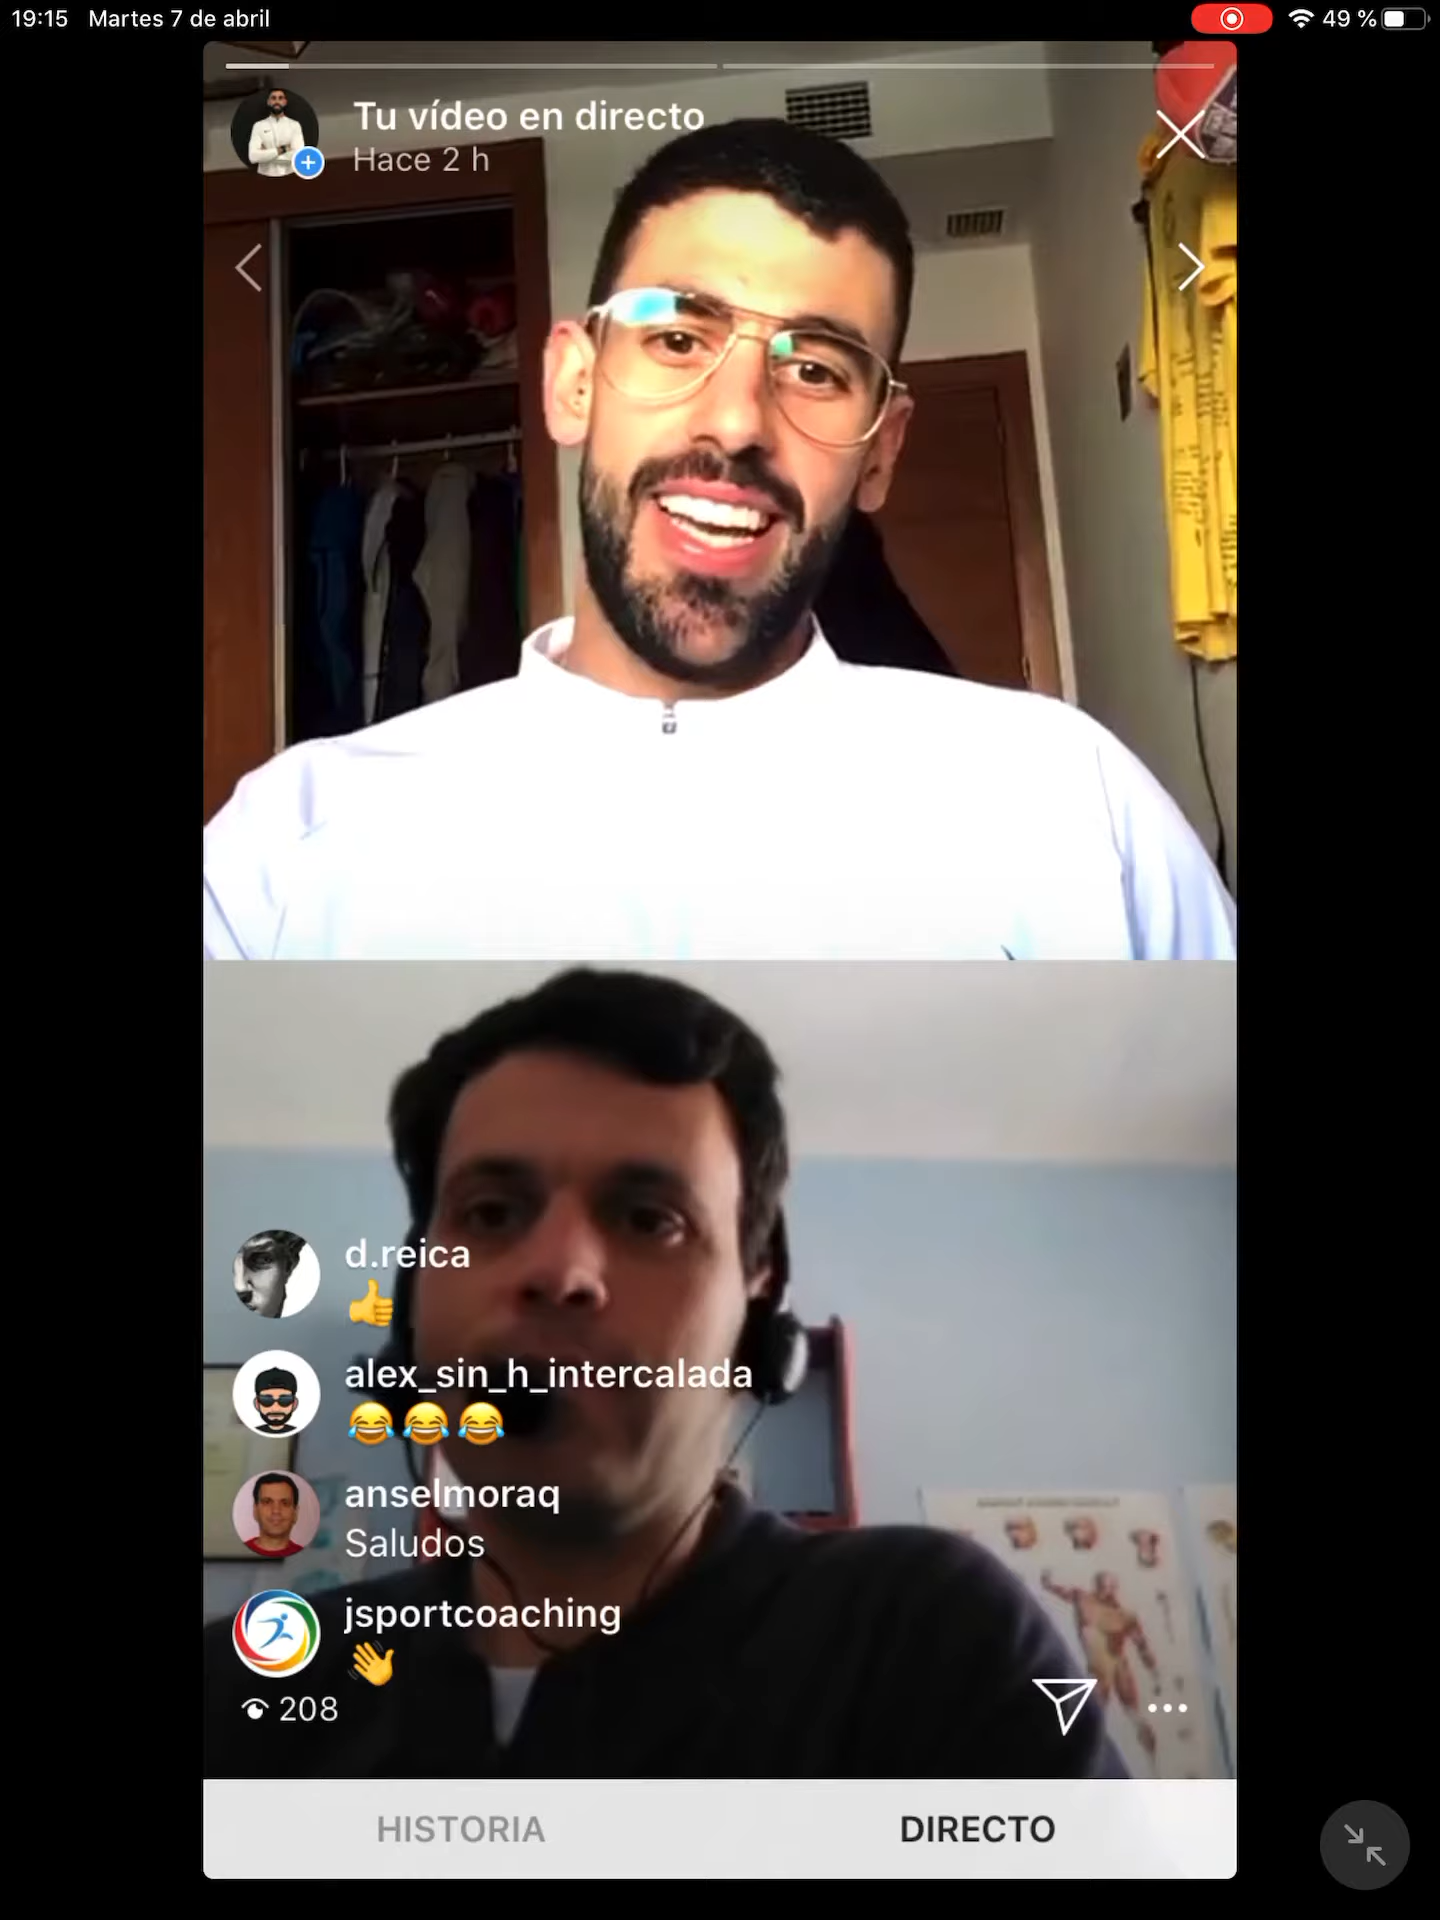 19:15 Martes 7 de abril
49 %
Tu vídeo en directo
Hace 2 h
d.reica
👍
alex_sin_h_intercalada
😂😂😂
anselmoraq
Saludos
jsportcoaching
👋
208
HISTORIA
DIRECTO